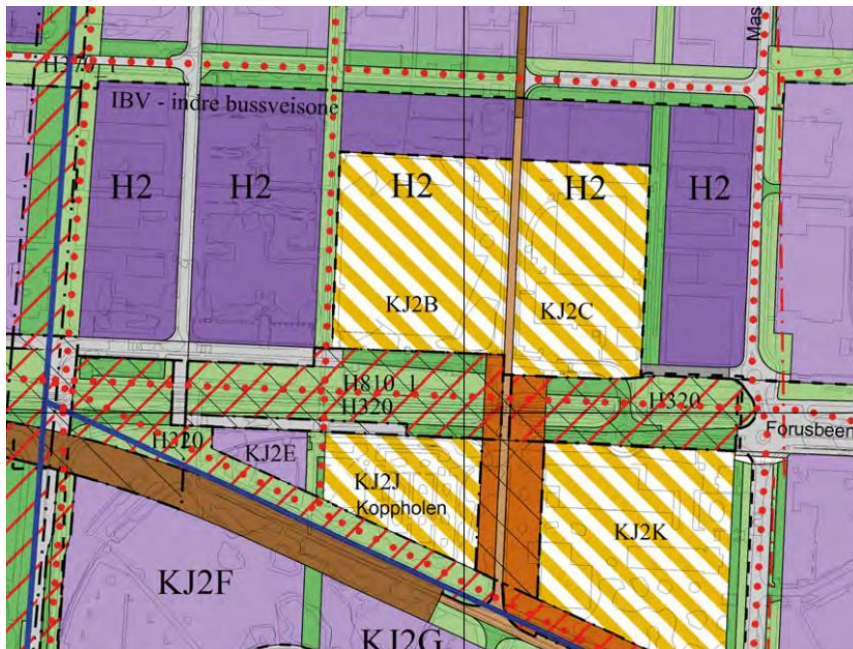 Mas
H370
IBV - indre bussveisone
H2
H2
H2
H2
H2
KJ2B
KJ2C
H810_1
H320
H320
H320
Forusbeen
KJ2E
KJ2J
Koppholen
KJ2K
KJ2F
KJ2G